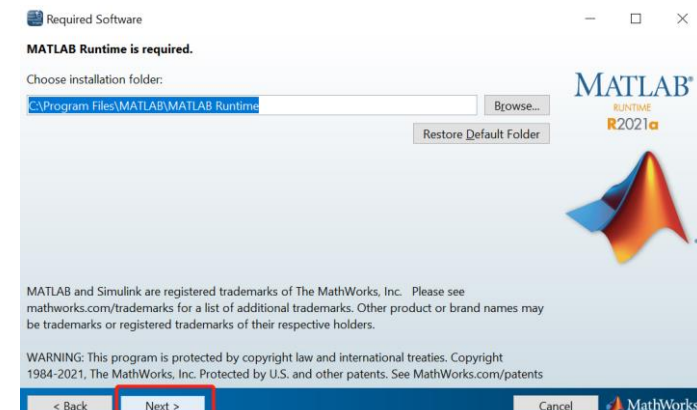 Required Software
MATLAB Runtime is required.
Choose installation folder:
C:\Program Files\MATLAB\MATLAB Runtime
Browse...
Restore Default Folder
MATLAB®
RUNTIME
R2021a
MATLAB and Simulink are registered trademarks of The MathWorks, Inc. Please see
mathworks.com/trademarks for a list of additional trademarks. Other product or brand names may
be trademarks or registered trademarks of their respective holders.
WARNING: This program is protected by copyright law and international treaties. Copyright
1984-2021, The MathWorks, Inc. Protected by U.S. and other patents. See MathWorks.com/patents
< Back
Next >
Cancel
MathWorks